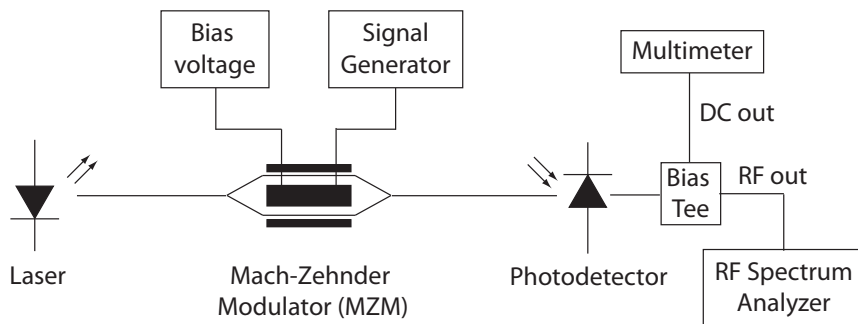 Bias
voltage
Signal
Generator
Multimeter
DC out
Bias
Tee
RF out
Laser
Mach-Zehnder
Modulator (MZM)
Photodetector
RF Spectrum
Analyzer